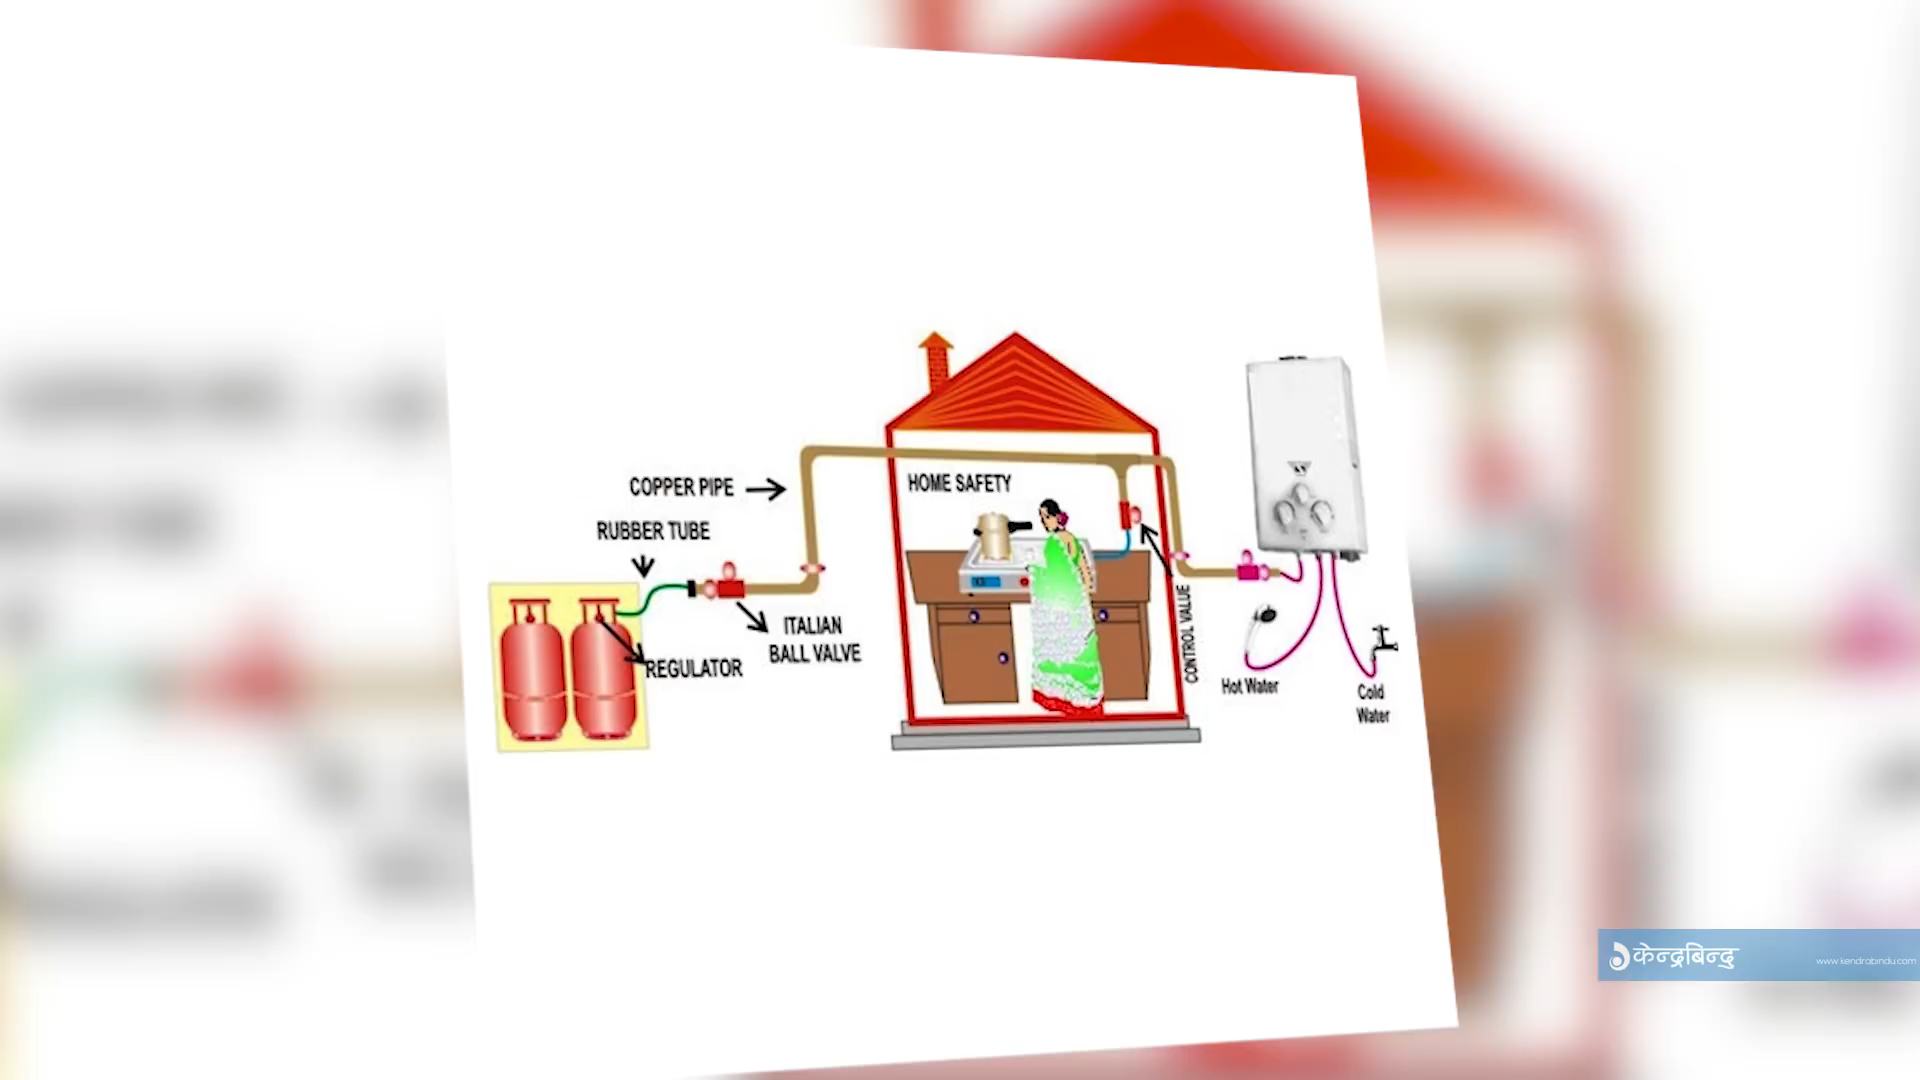 COPPER PIPE
HOME SAFETY
RUBBER TUBE
ITALIAN
BALL VALVE
REGULATOR
CONTROL VALUE
Hot Water
Cold
Water
केन्द्रबिन्दु
www.kendrabindu.com